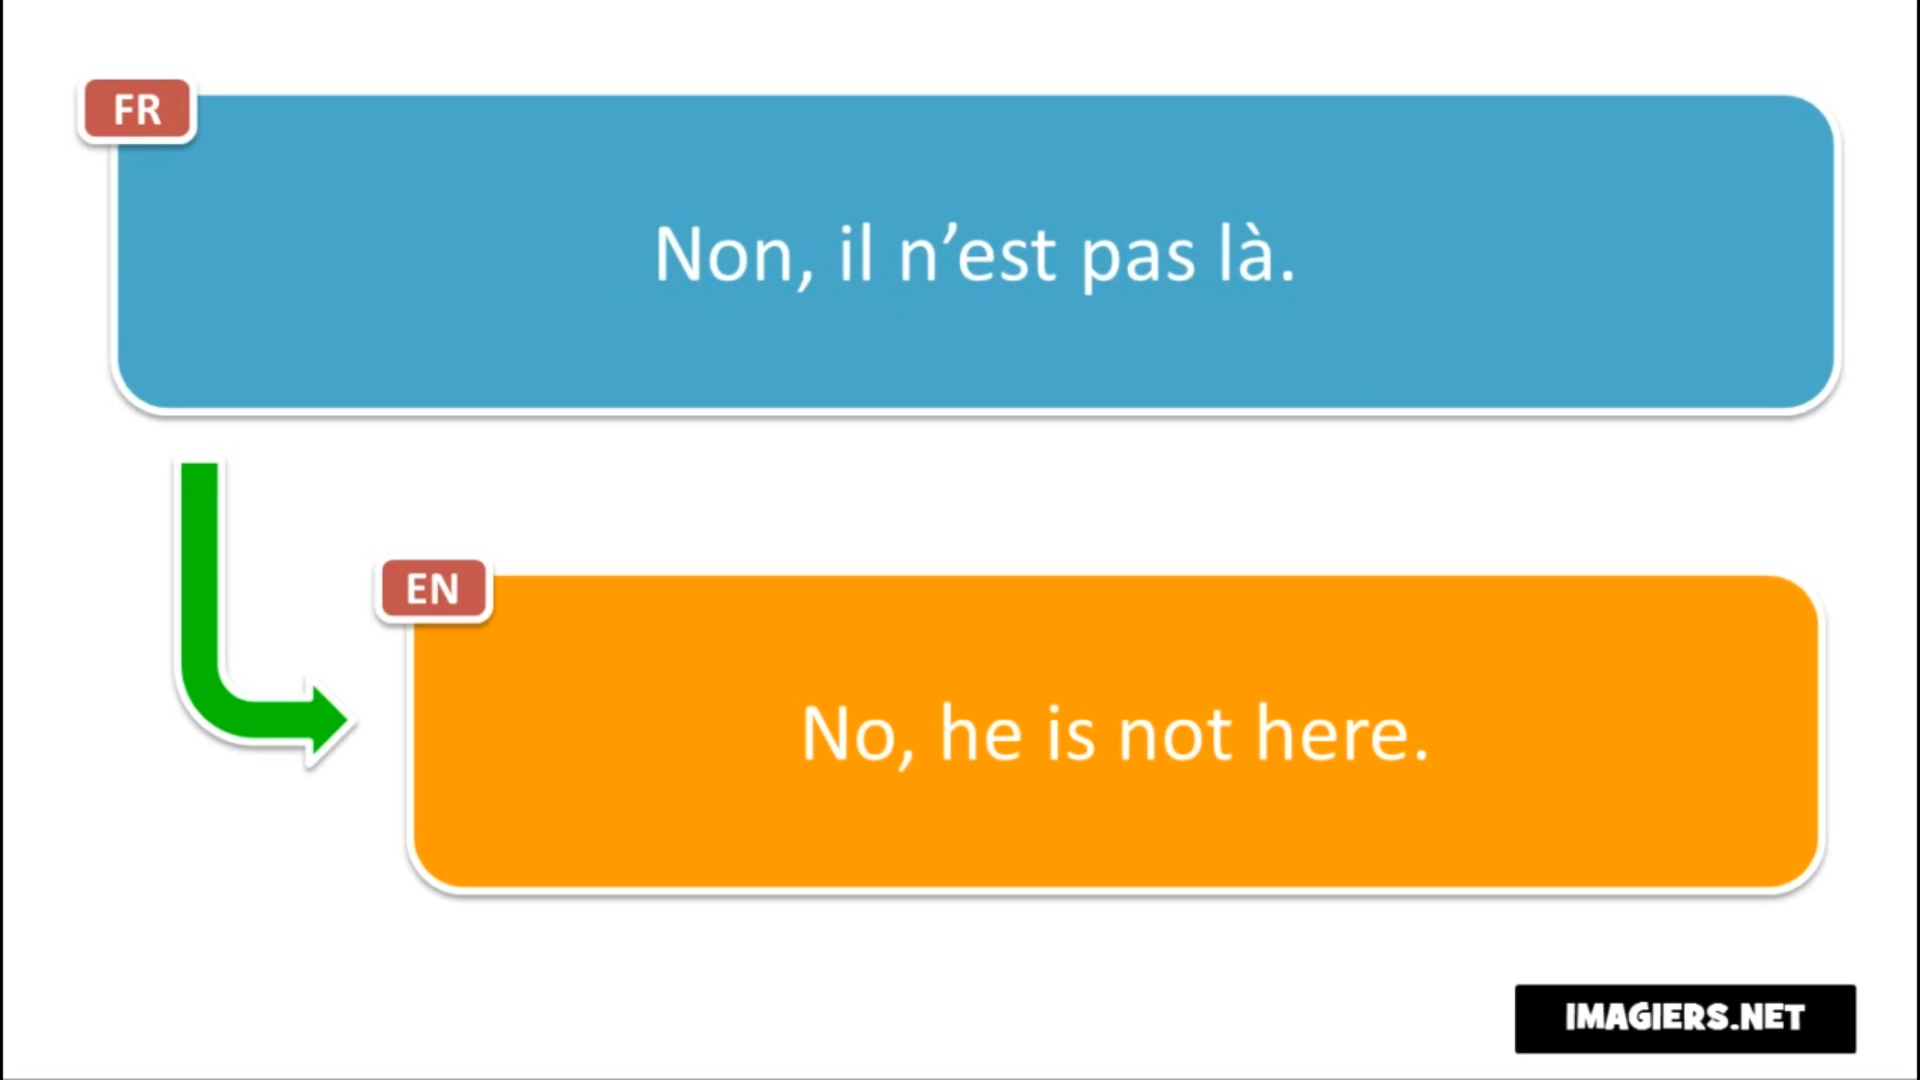 FR
Non, il n’est pas là.
EN
No, he is not here.
IMAGIERS.NET